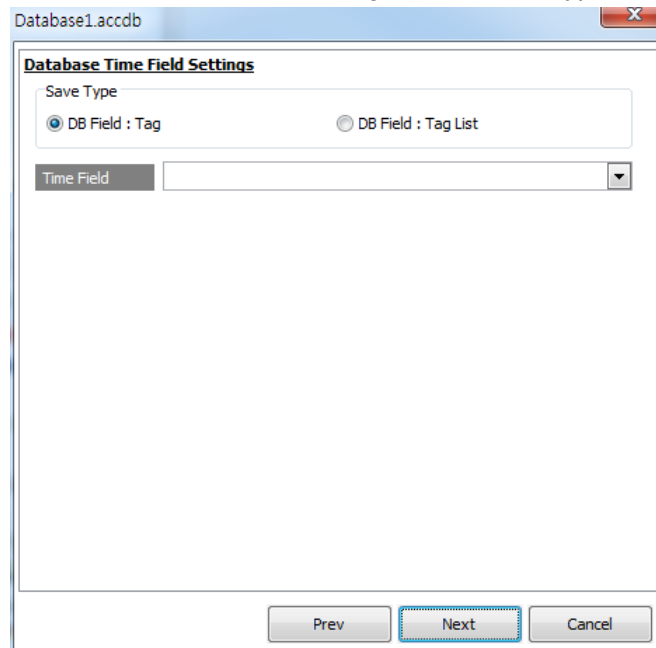 Database1.accdb
Database Time Field Settings
Save Type
DB Field : Tag
DB Field : Tag List
Time Field
Prev Next Cancel